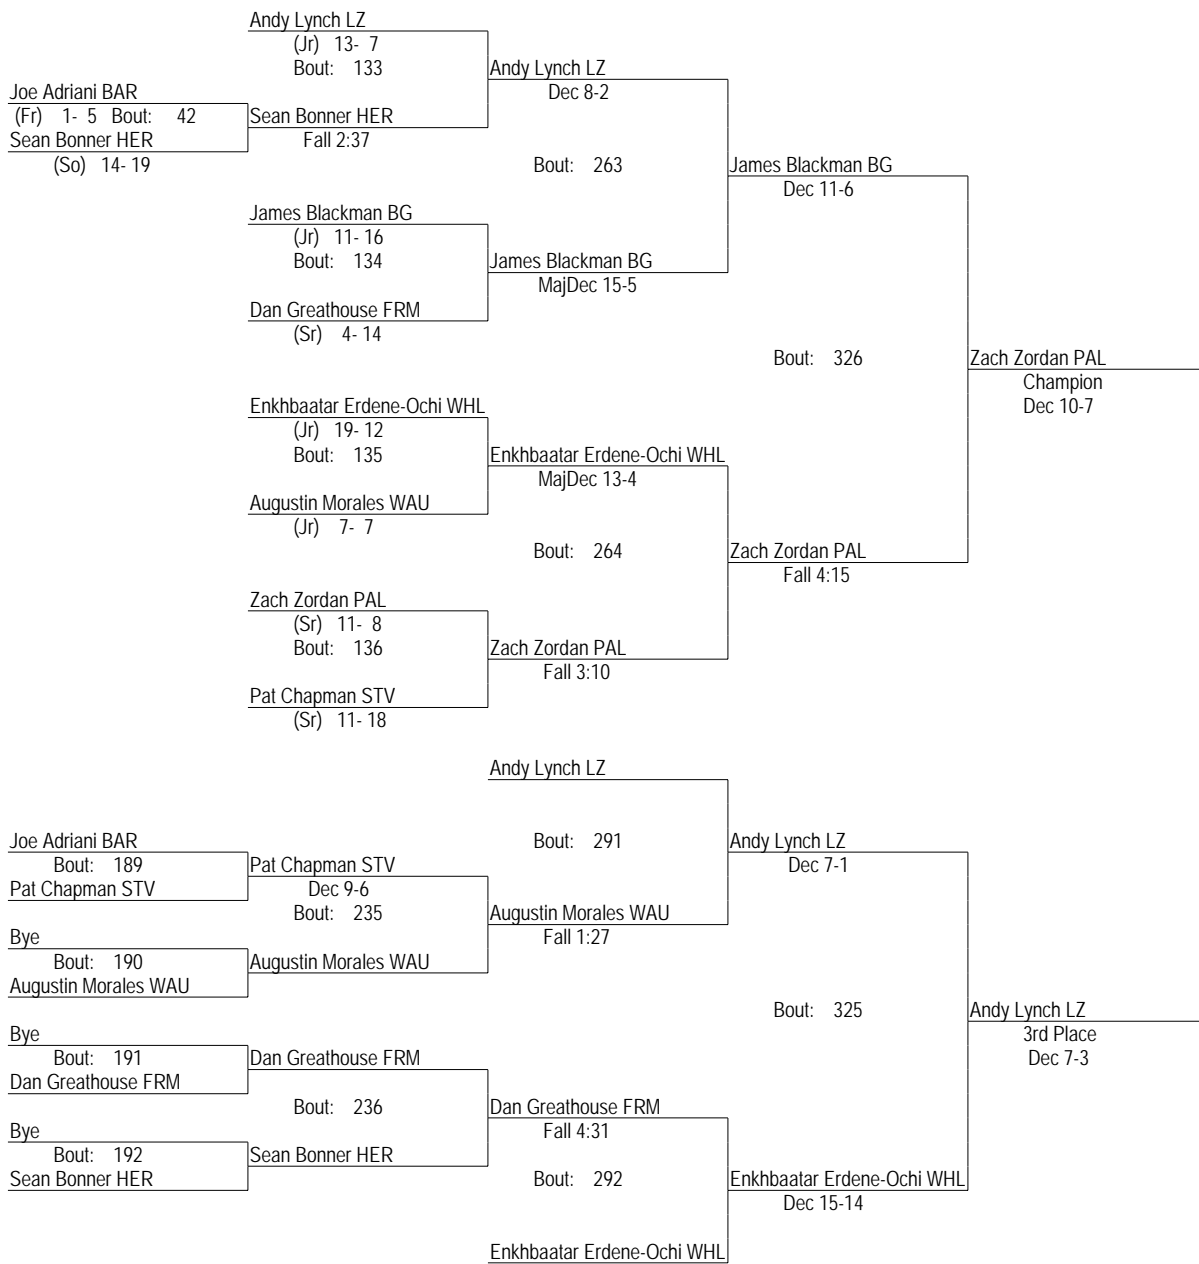 Andy Lynch LZ
(Jr) 13- 7
Bout: 133
Andy Lynch LZ
Dec 8-2
Joe Adriani BAR
(Fr) 1- 5 Bout: 42
Sean Bonner HER
(So) 14- 19
Sean Bonner HER
Fall 2:37
Bout: 263
James Blackman BG
Dec 11-6
James Blackman BG
(Jr) 11- 16
Bout: 134
James Blackman BG
MajDec 15-5
Dan Greathouse FRM
(Sr) 4- 14
Bout: 326
Zach Zordan PAL
Champion
Dec 10-7
Enkhbaatar Erdene-Ochi WHL
(Jr) 19- 12
Bout: 135
Enkhbaatar Erdene-Ochi WHL
MajDec 13-4
Augustin Morales WAU
(Jr) 7- 7
Bout: 264
Zach Zordan PAL
Fall 4:15
Zach Zordan PAL
(Sr) 11- 8
Bout: 136
Zach Zordan PAL
Fall 3:10
Pat Chapman STV
(Sr) 11- 18
Andy Lynch LZ
Bout: 291
Andy Lynch LZ
Dec 7-1
Joe Adriani BAR
Bout: 189
Pat Chapman STV
Pat Chapman STV
Dec 9-6
Bout: 235
Augustin Morales WAU
Fall 1:27
Bye
Bout: 190
Augustin Morales WAU
Augustin Morales WAU
Bout: 325
Andy Lynch LZ
3rd Place
Dec 7-3
Bye
Bout: 191
Dan Greathouse FRM
Dan Greathouse FRM
Bout: 236
Dan Greathouse FRM
Fall 4:31
Bye
Bout: 192
Sean Bonner HER
Sean Bonner HER
Bout: 292
Enkhbaatar Erdene-Ochi WHL
Dec 15-14
Enkhbaatar Erdene-Ochi WHL